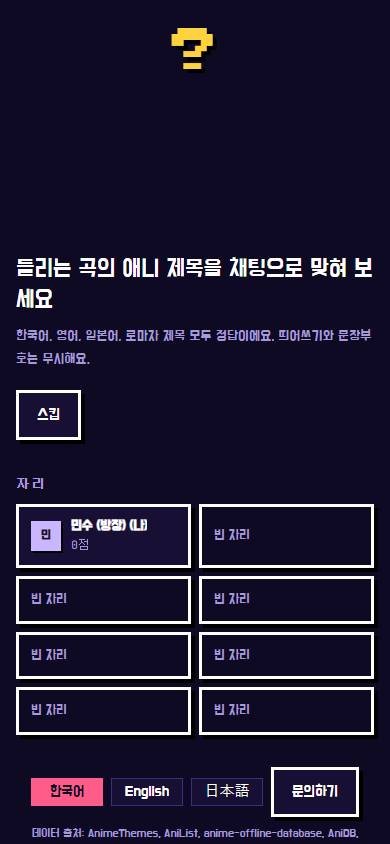 ?
들리는 곡의 애니 제목을 채팅으로 맞혀 보
세요
한국어, 영어, 일본어, 로마자 제목 모두 정답이에요. 띄어쓰기와 문장부
호는 무시해요.
스킵
자리
민 민수 (방장) (나)
0점
빈 자리
빈 자리 빈 자리
빈 자리 빈 자리
빈 자리 빈 자리
한국어 English 日本語 문의하기
데이터 출처: AnimeThemes, AniList, anime-offline-database, AniDB,